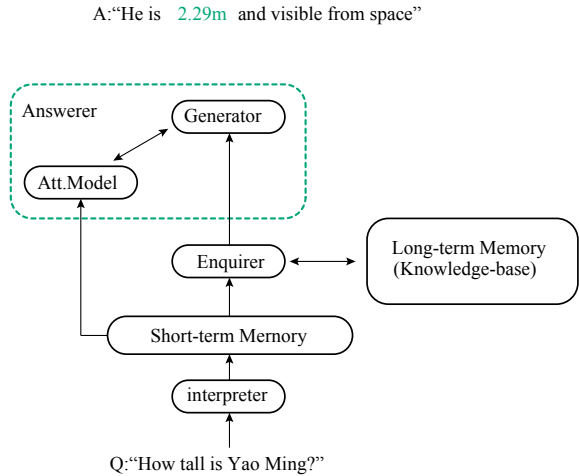 A:“He is 2.29m and visible from space”
Answerer
Generator
Att.Model
Enquirer
Long-term Memory
(Knowledge-base)
Short-term Mernory
interpreter
Q:“How tall is Yao Ming?”